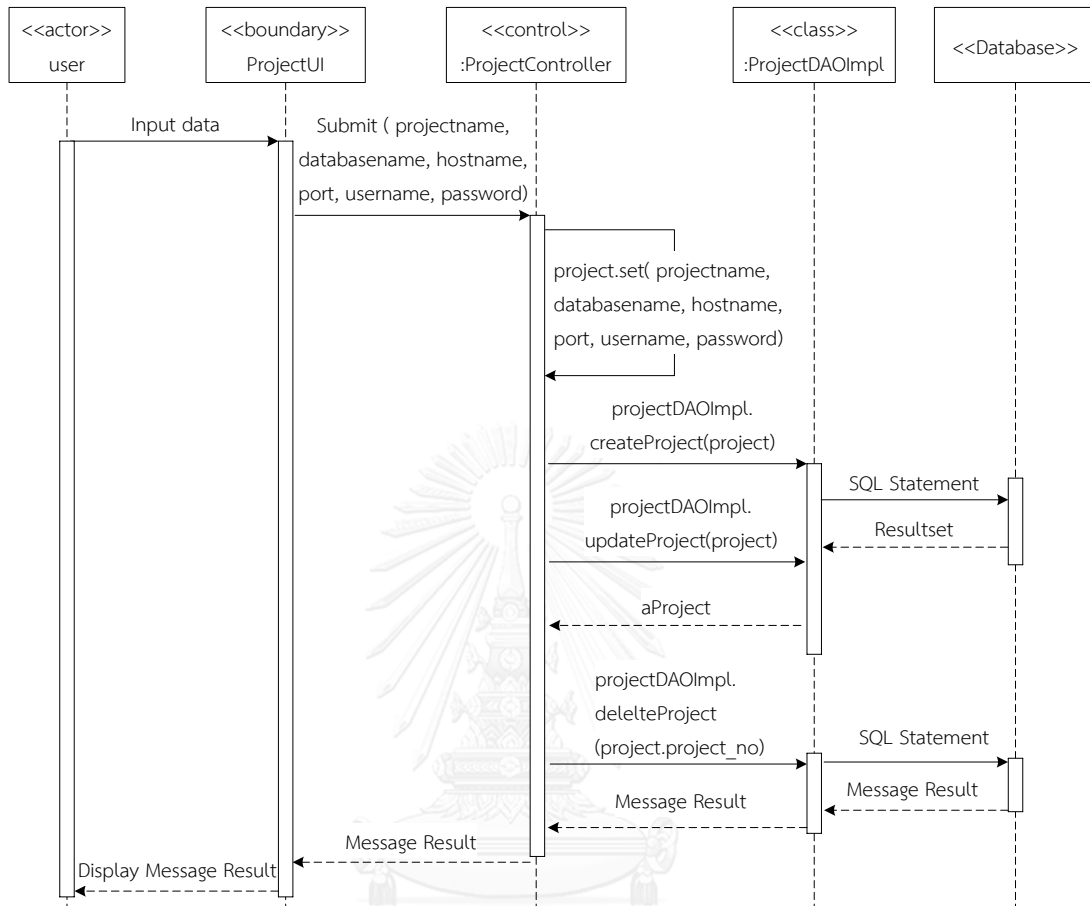 <<actor>>
user
<<boundary>>
ProjectUI
<<control>>
:ProjectController
<<class>>
:ProjectDAOImpl
<<Database>>
Input data
Submit ( projectname,
databasename, hostname,
port, username, password)
project.set( projectname,
databasename, hostname,
port, username, password)
projectDAOImpl.
createProject(project)
SQL Statement
projectDAOImpl.
updateProject(project)
Resultset
aProject
projectDAOImpl.
delelteProject
(project.project_no)
SQL Statement
Message Result
Message Result
Message Result
Display Message Result